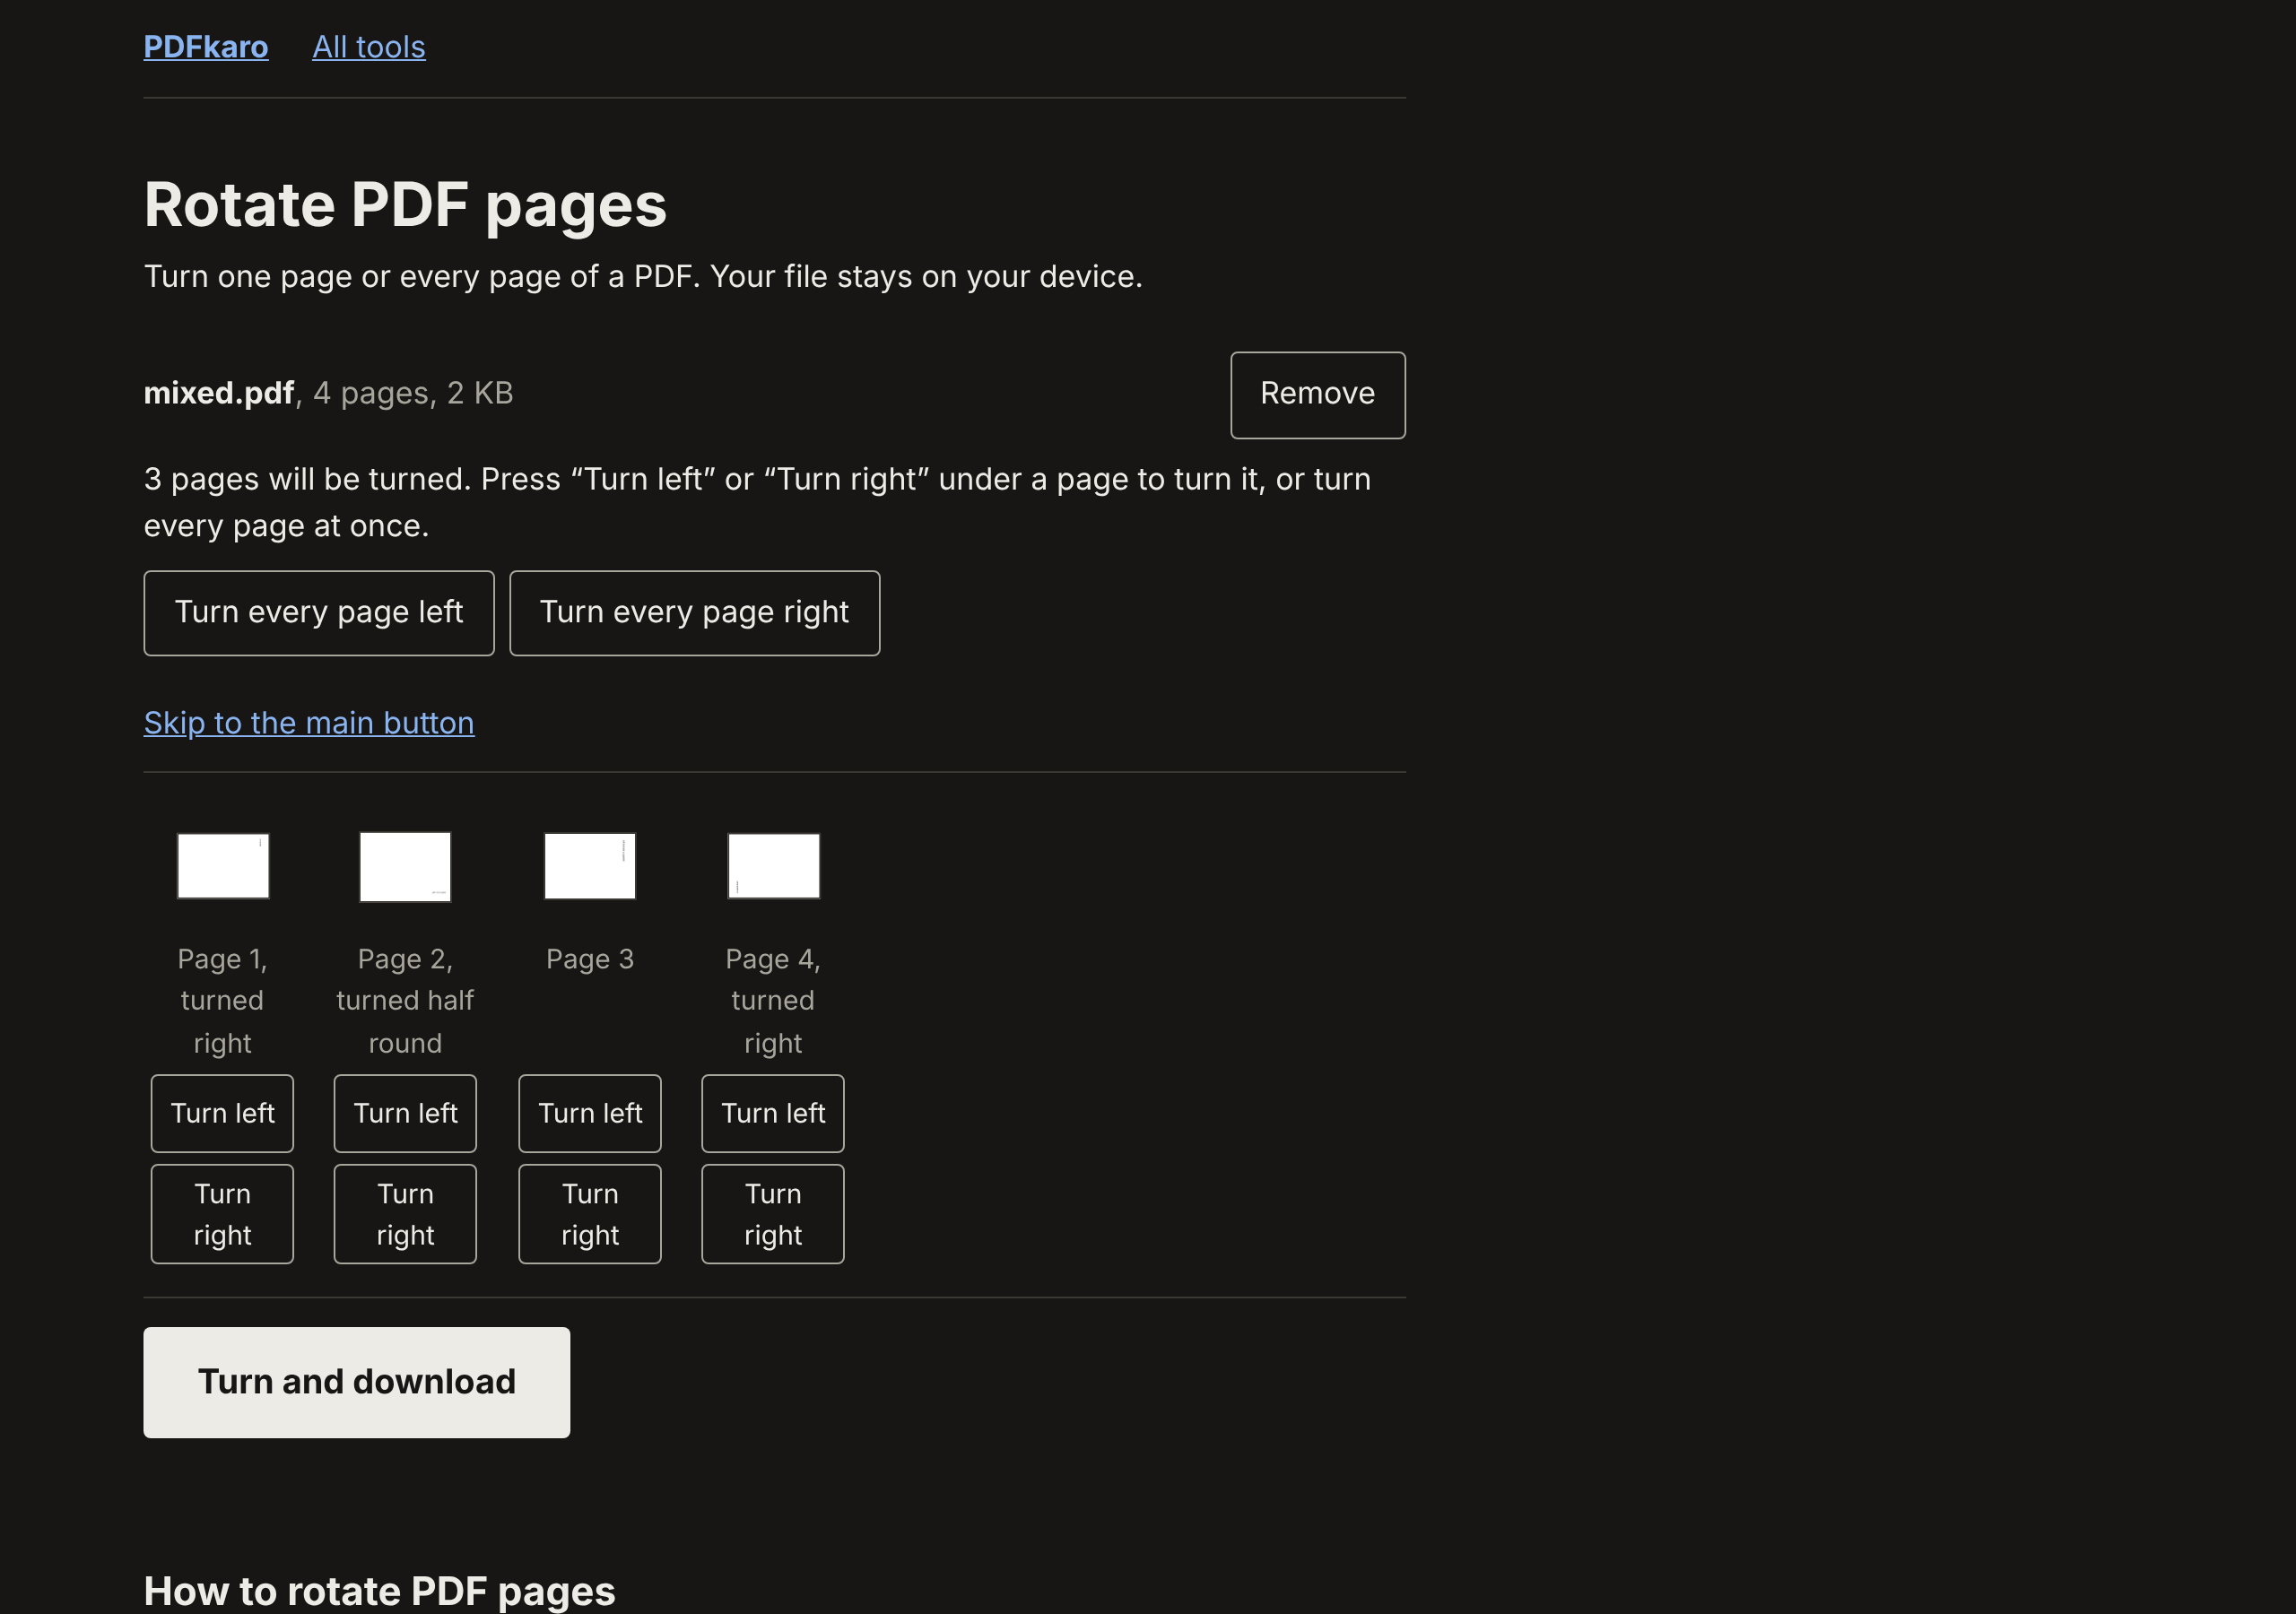 PDFkaro All tools
Rotate PDF pages
Turn one page or every page of a PDF. Your file stays on your device.
mixed.pdf, 4 pages, 2 KB
Remove
3 pages will be turned. Press “Turn left” or “Turn right” under a page to turn it, or turn
every page at once.
Turn every page left
Turn every page right
Skip to the main button
Page 1,
turned
right
Turn left
Turn
right
Page 2,
turned half
round
Turn left
Turn
right
Page 3
Turn left
Turn
right
Page 4,
turned
right
Turn left
Turn
right
Turn and download
How to rotate PDF pages